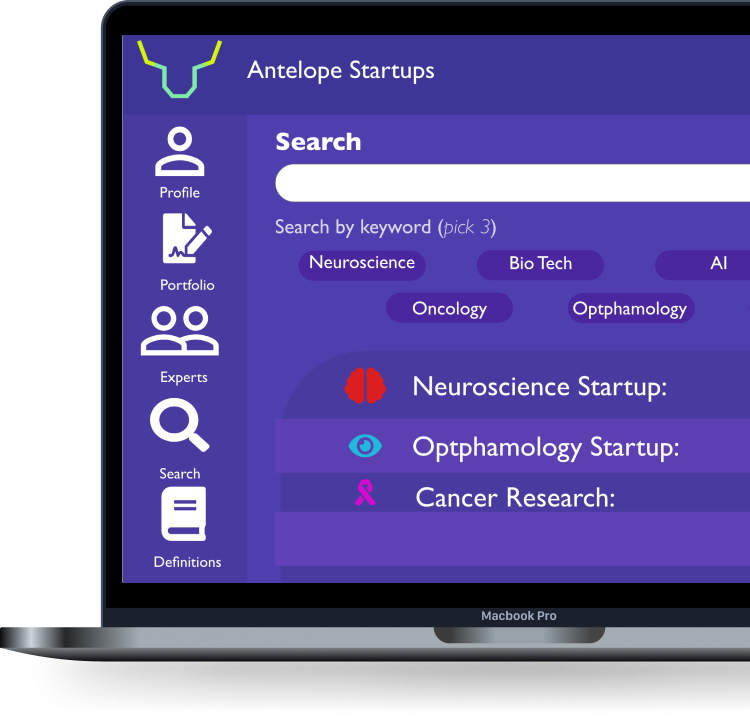 Antelope Startups
Profile
Portfolio
Experts
Search
Definitions
Search
Search by keyword (pick 3)
Neuroscience
Bio Tech
AI
Oncology
Optphamology
Neuroscience Startup:
Optphamology Startup:
Cancer Research:
Macbook Pro